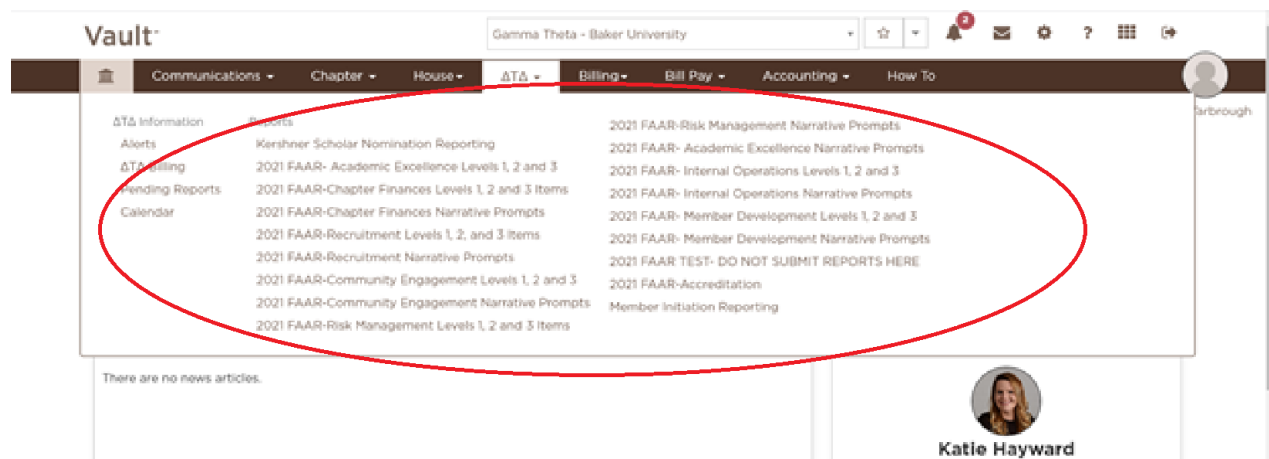 Vault
Gamma Theta - Baker University
2
?
Communications
Chapter
House
ΔΤΔ
Billing
Bill Pay
Accounting
How To
arbrough
ΔΤΔ Information
Alerts
ΔΤΔ Billing
Pending Reports
Calendar
Reports
Kershner Scholar Nomination Reporting
2021 FAAR- Academic Excellence Levels 1, 2 and 3
2021 FAAR-Chapter Finances Levels 1, 2 and 3 Items
2021 FAAR-Chapter Finances Narrative Prompts
2021 FAAR-Recruitment Levels 1, 2, and 3 Items
2021 FAAR-Recruitment Narrative Prompts
2021 FAAR-Community Engagement Levels 1, 2 and 3
2021 FAAR-Community Engagement Narrative Prompts
2021 FAAR-Risk Management Levels 1, 2 and 3 Items
2021 FAAR-Risk Management Narrative Prompts
2021 FAAR- Academic Excellence Narrative Prompts
2021 FAAR- Internal Operations Levels 1, 2 and 3
2021 FAAR- Internal Operations Narrative Prompts
2021 FAAR- Member Development Levels 1, 2 and 3
2021 FAAR- Member Development Narrative Prompts
2021 FAAR TEST- DO NOT SUBMIT REPORTS HERE
2021 FAAR-Accreditation
Member Initiation Reporting
There are no news articles.
Katie Hayward